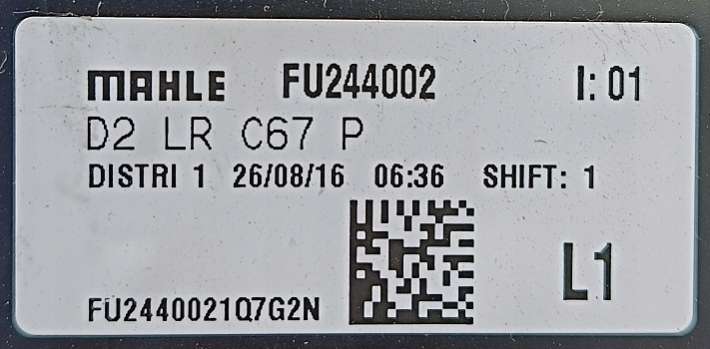 MAHLE FU244002 I: 01
D2 LR C67 P
DISTRI 1 26/08/16 06:36 SHIFT: 1
L1
FU2440021Q7G2N